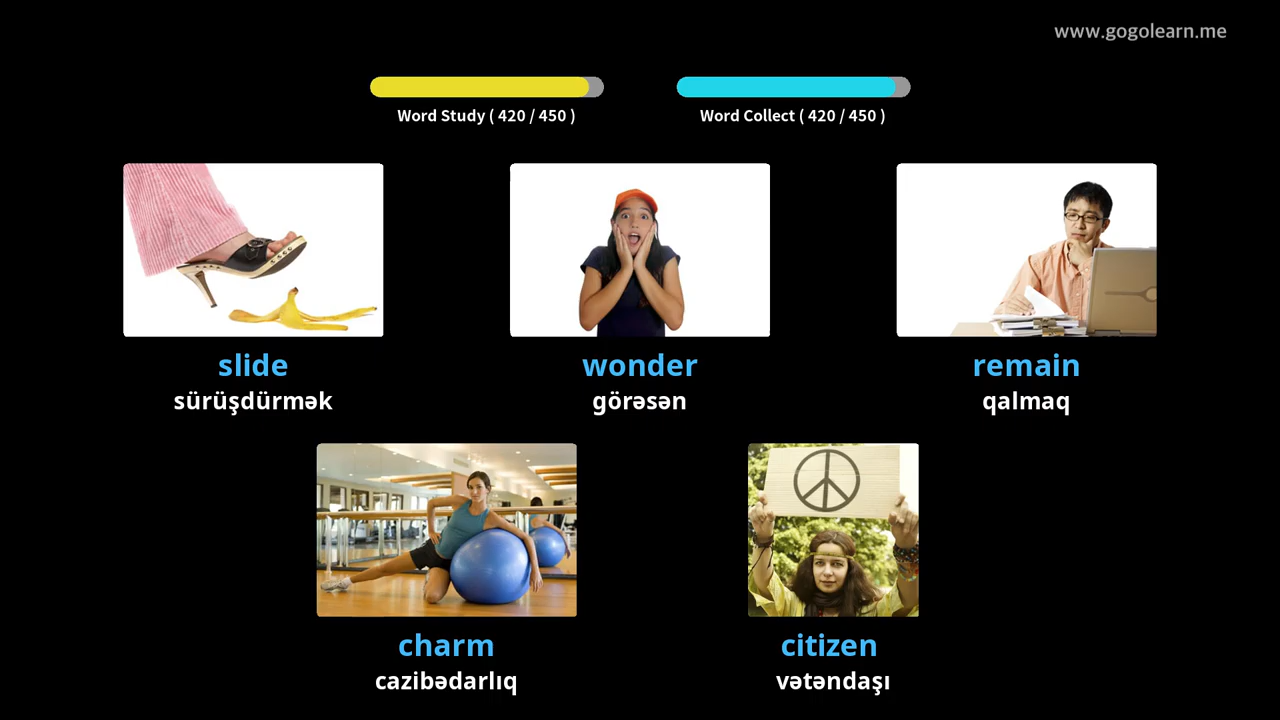 www.gogolearn.me
Word Study ( 420 / 450 )
Word Collect ( 420 / 450 )
slide
sürüşdürmək
wonder
görəsən
remain
qalmaq
charm
cazibədarlıq
citizen
vətəndaşı